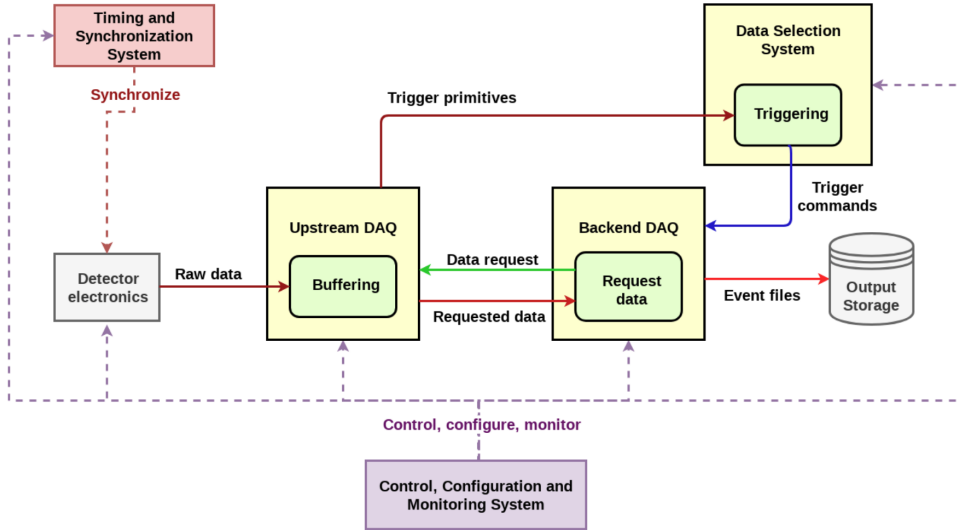 Timing and
Synchronization
System
Synchronize
Data Selection
System
Trigger primitives
Triggering
Trigger
commands
Upstream DAQ
Backend DAQ
Detector
electronics
Raw data
Buffering
Data request
Requested data
Request
data
Event files
Output
Storage
Control, configure, monitor
Control, Configuration and
Monitoring System